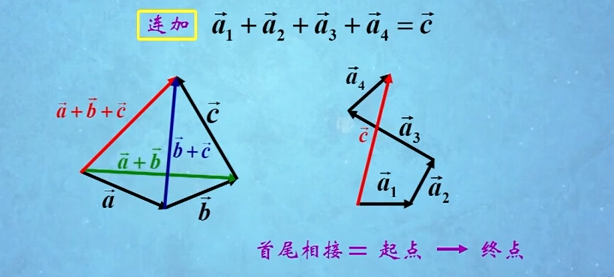 连加 a⃗₁ + a⃗₂ + a⃗₃ + a⃗₄ = c⃗
a⃗ + b⃗ + c⃗
c⃗
a⃗ + b⃗
b⃗ + c⃗
a⃗
b⃗
a⃗₄
c⃗
a⃗₃
a⃗₁
a⃗₂
首尾相接 = 起点 → 终点